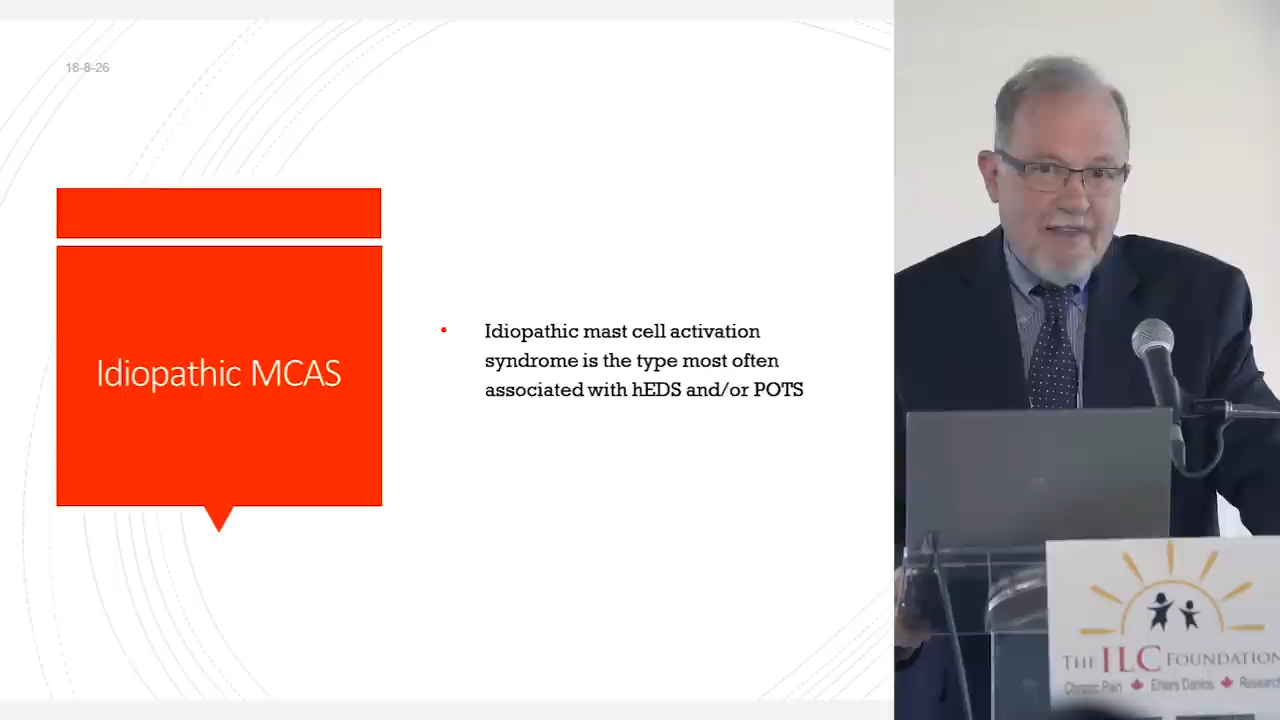 18-8-26
Idiopathic MCAS
• Idiopathic mast cell activation
syndrome is the type most often
associated with hEDS and/or POTS
THE ILC FOUNDATION
Chronic Pain Ehlers Danlos Research